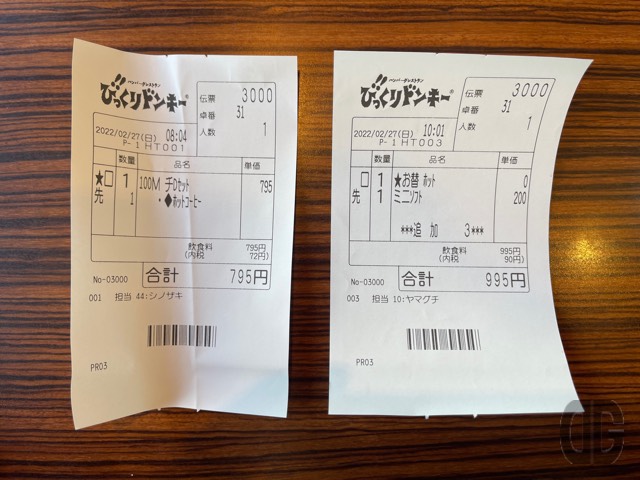 ハンバーグレストラン
びっくりドンキー
伝票 3000
卓番 31
人数 1
2022/02/27(日) 08:04
P-1HT001
数量 品名 単価
★□ 1 100M チDセット 795
先 1 ・◆ホットコーヒー
飲食料 795円
(内税 72円)
No-03000 合計 795円
001 担当 44:シノザキ
PR03
ハンバーグレストラン
びっくりドンキー
伝票 3000
卓番 31
人数 1
2022/02/27(日) 10:01
P-1HT003
数量 品名 単価
□ 1 ★お替 ホット 0
先 1 ミニソフト 200
***追 加 3***
飲食料 995円
(内税 90円)
No-03000 合計 995円
003 担当 10:ヤマグチ
PR03